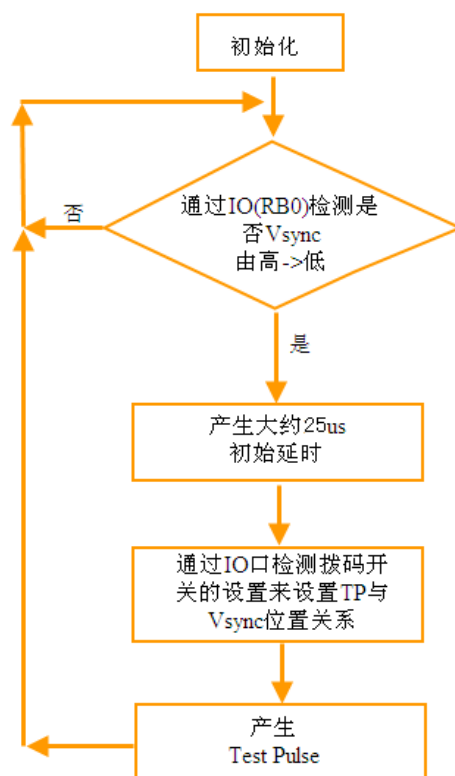 初始化
通过IO(RB0)检测是
否Vsync
由高->低
否
是
产生大约25us
初始延时
通过IO口检测拨码开
关的设置来设置TP与
Vsync位置关系
产生
Test Pulse